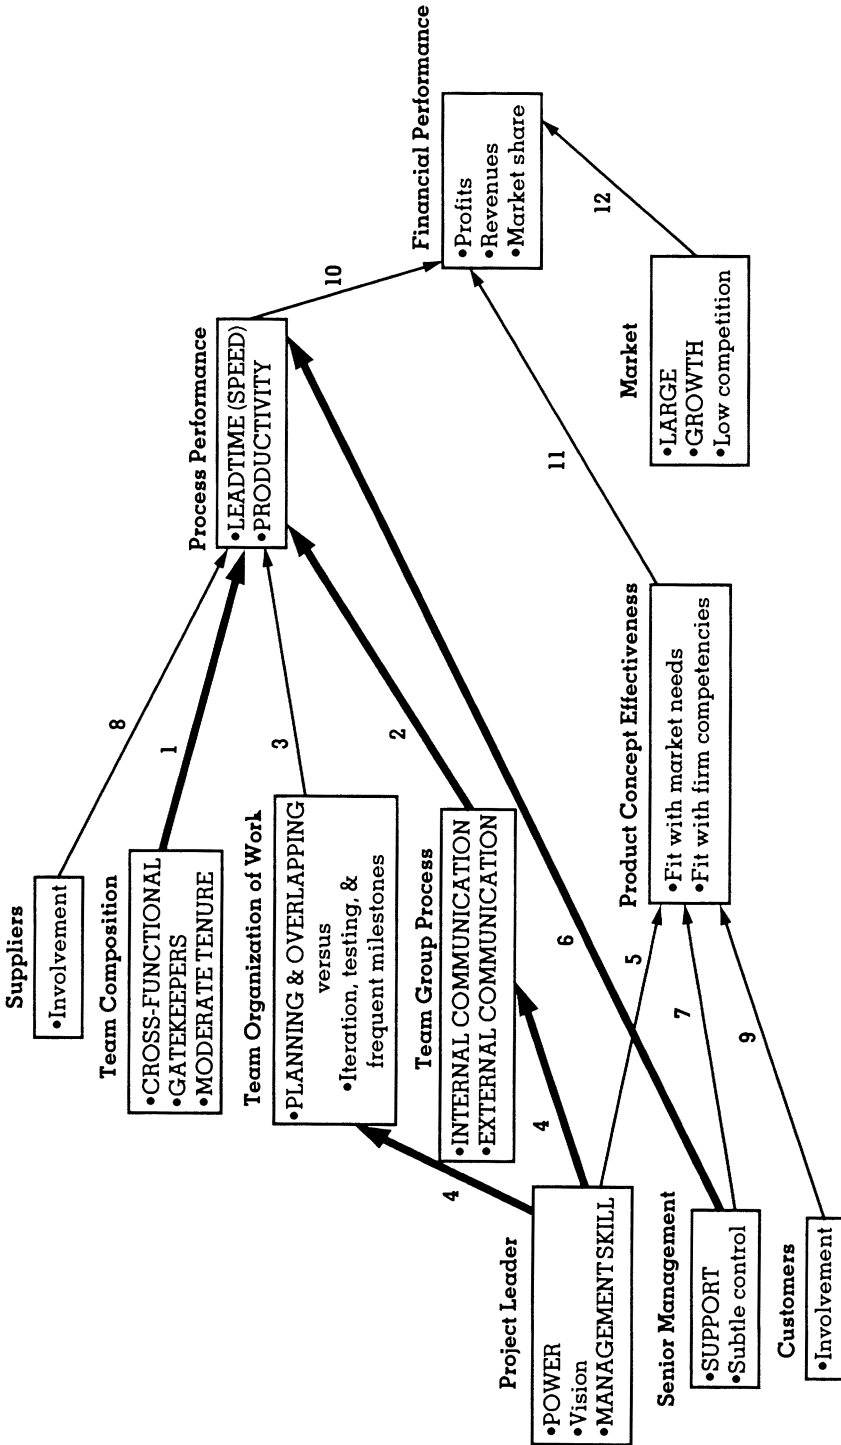 Suppliers
•Involvement
8
Team Composition
•CROSS-FUNCTIONAL
•GATEKEEPERS
•MODERATE TENURE
1
Team Organization of Work
•PLANNING & OVERLAPPING
versus
•Iteration, testing, &
frequent milestones
3
Team Group Process
•INTERNAL COMMUNICATION
•EXTERNAL COMMUNICATION
2
Process Performance
•LEADTIME (SPEED)
•PRODUCTIVITY
10
Financial Performance
•Profits
•Revenues
•Market share
Project Leader
•POWER
•Vision
•MANAGEMENT SKILL
4
4
5
6
Senior Management
•SUPPORT
•Subtle control
7
Customers
•Involvement
9
Product Concept Effectiveness
•Fit with market needs
•Fit with firm competencies
11
Market
•LARGE
•GROWTH
•Low competition
12